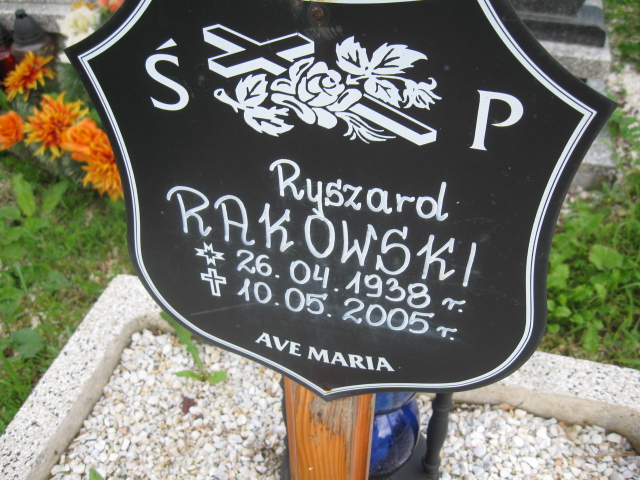 Ś P
Ryszard
RAKOWSKI
26.04.1938 r.
10.05.2005 r.
AVE MARIA